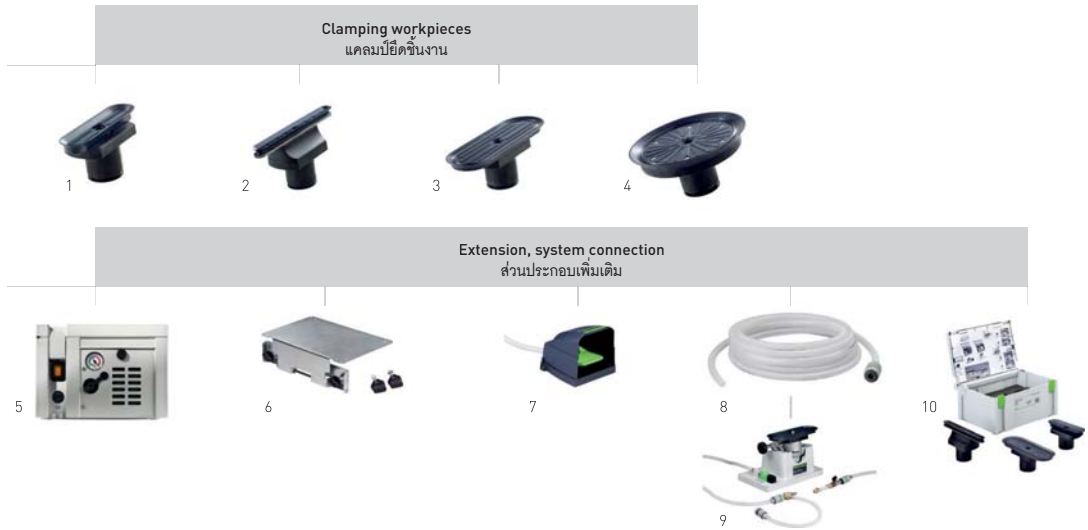 Clamping workpieces
แคลมป์ยึดชิ้นงาน
1
2
3
4
Extension, system connection
ส่วนประกอบเพิ่มเติม
5
6
7
8
10
9